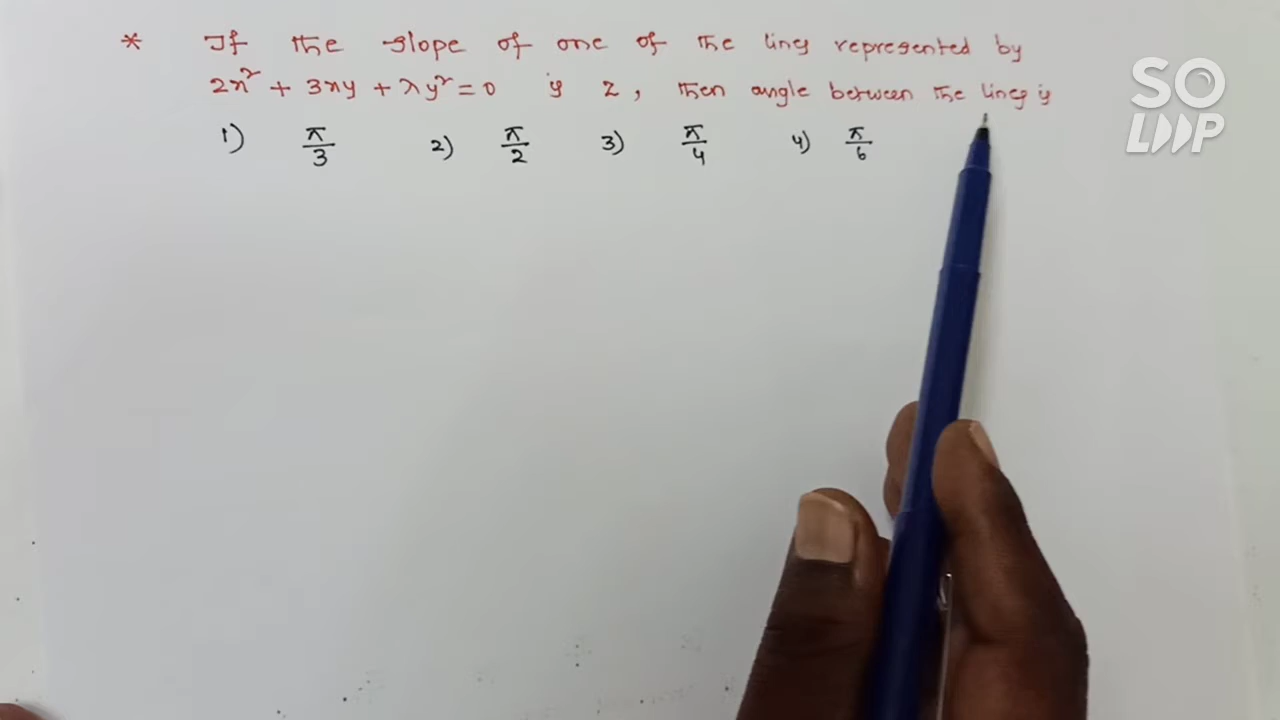 * If the slope of one of the lines represented by
2x² + 3xy + λy² = 0 is 2, then angle between the lines is
1) π/3 2) π/2 3) π/4 4) π/6
SO
LDDP